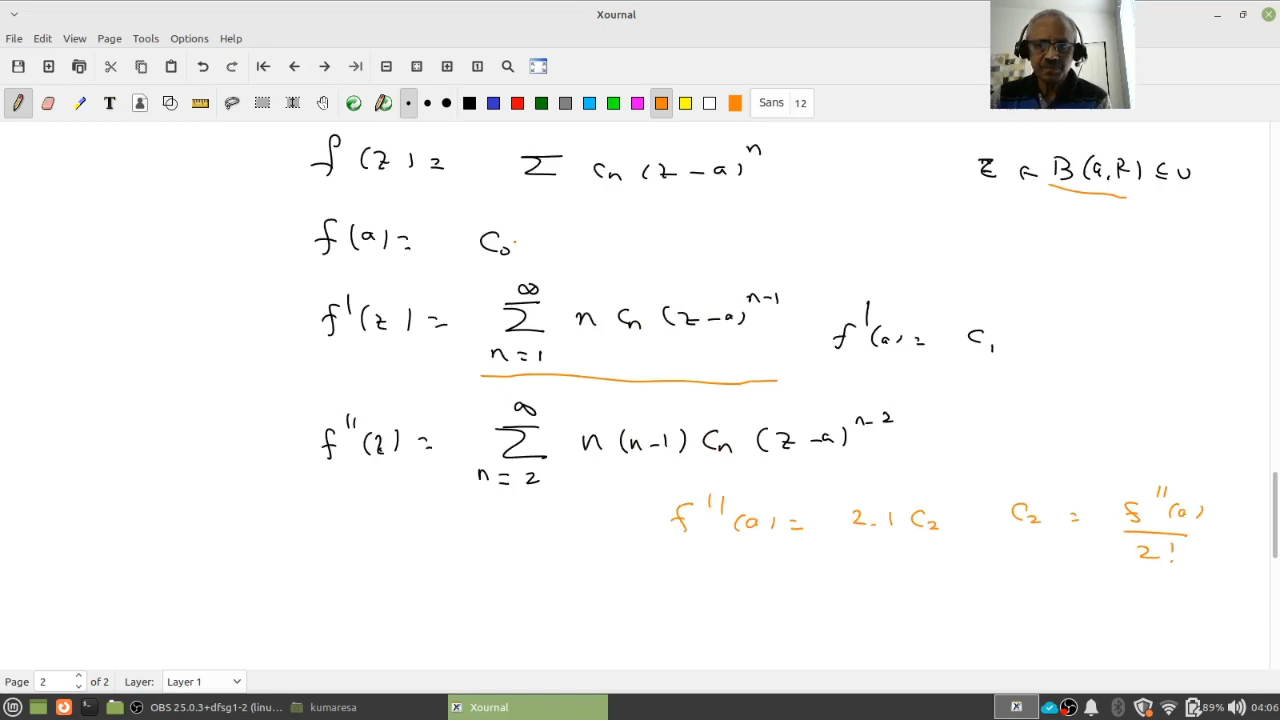 Xournal
File Edit View Page Tools Options Help
Sans 12
f(z) = Σ cn (z-a)^n z ∈ B(a,R) ⊆ U
f(a) = c0
f'(z) = ∞Σn=1 n cn (z-a)^n-1 f'(a) = c1
f''(z) = ∞Σn=2 n(n-1) cn (z-a)^n-2
f''(a) = 2.1 c2 c2 = f''(a)/2!
Page 2 of 2 Layer: Layer 1
OBS 25.0.3+dfsg1-2 (linu... kumaresa Xournal 89% 04:06